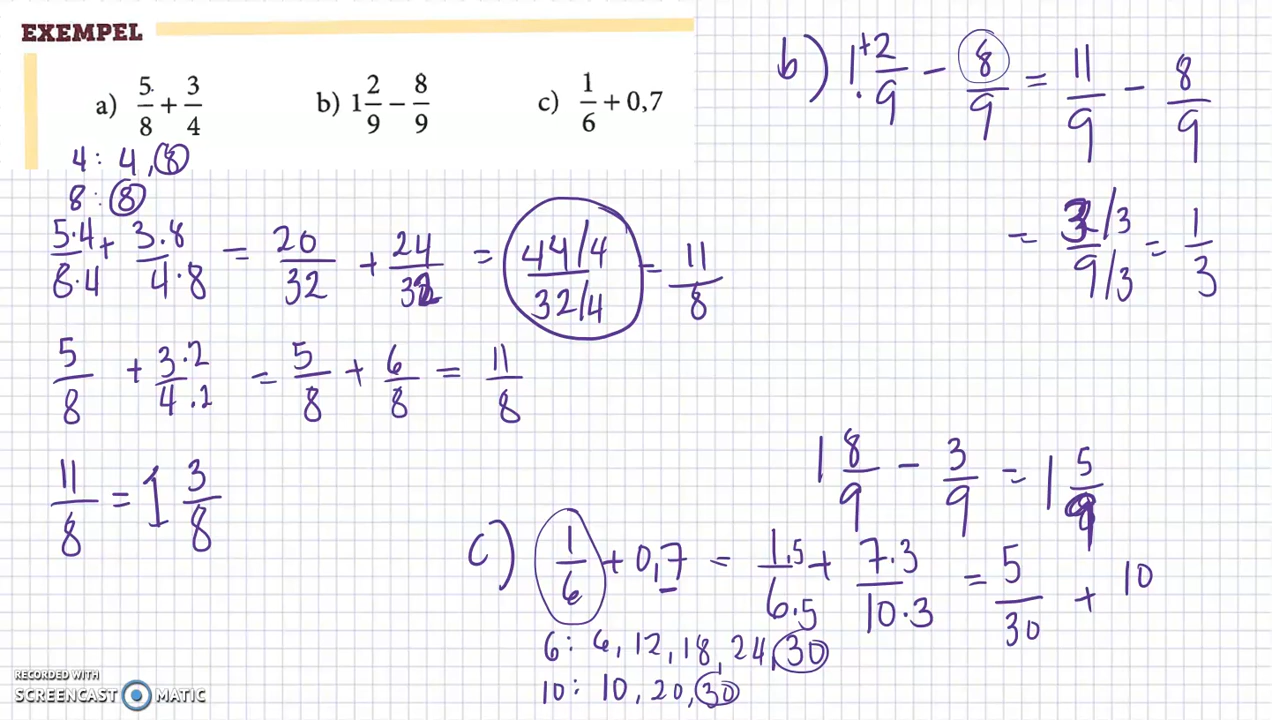 EXEMPEL
a) 5/8 + 3/4
b) 1 2/9 − 8/9
c) 1/6 + 0,7
4: 4, 8
8: 8
5·4/8·4 + 3·8/4·8 = 20/32 + 24/32 = 44/4/32/4 = 11/8
5/8 + 3·2/4·2 = 5/8 + 6/8 = 11/8
11/8 = 1 3/8
b) 1 + 2/9 − 8/9 = 11/9 − 8/9
= 3/3/9/3 = 1/3
1 8/9 − 3/9 = 1 5/9
c) 1/6 + 0,7 = 1·5/6·5 + 7·3/10·3 = 5/30 + 10
6: 6, 12, 18, 24, 30
10: 10, 20, 30
RECORDED WITH
SCREENCAST MATIC